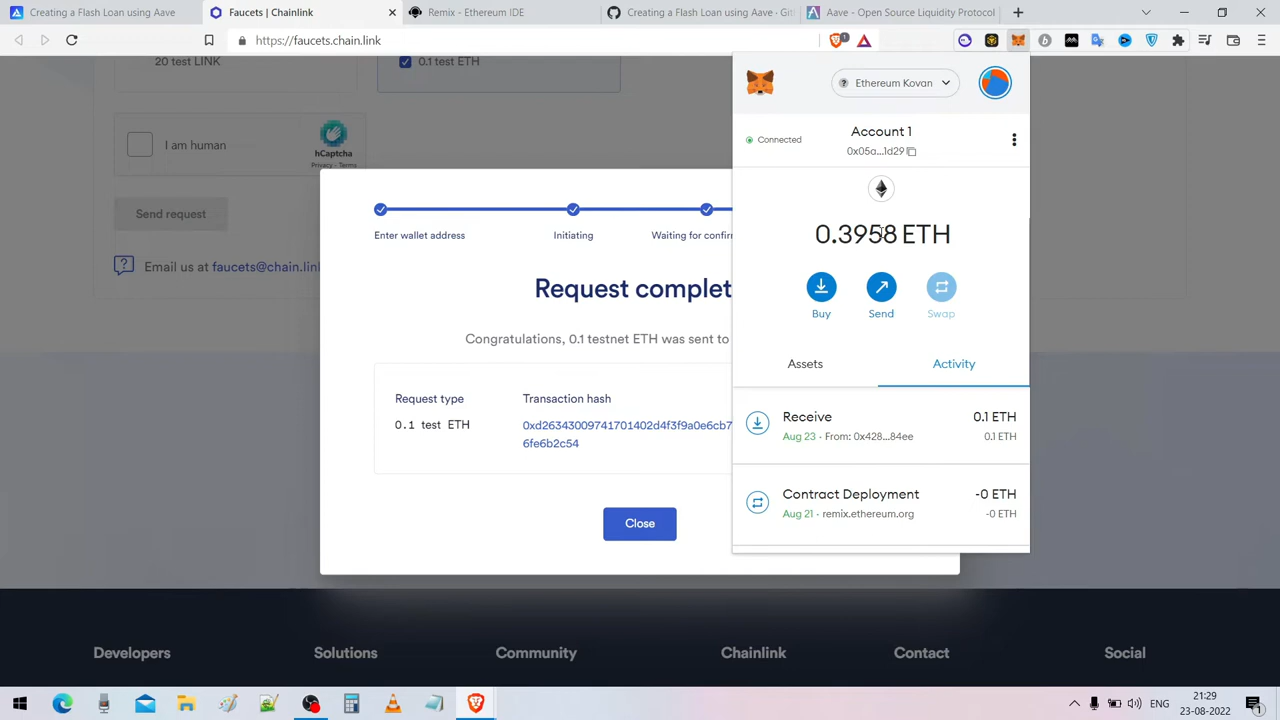 Creating a Flash Loan using Aave
Faucets | Chainlink
Remix - Ethereum IDE
Creating a Flash Loan using Aave - Git
Aave - Open Source Liquidity Protocol
https://faucets.chain.link
1
20 test LINK
0.1 test ETH
I am human
hCaptcha
Privacy - Terms
Send request
Email us at faucets@chain.link
Enter wallet address
Initiating
Waiting for confir
Request complet
Congratulations, 0.1 testnet ETH was sent to
Request type
Transaction hash
0.1 test ETH
0xd26343009741701402d4f3f9a0e6cb7
6fe6b2c54
Close
Ethereum Kovan
Connected
Account 1
0x05a...1d29
0.3958 ETH
Buy
Send
Swap
Assets
Activity
Receive
0.1 ETH
Aug 23 · From: 0x428...84ee
0.1 ETH
Contract Deployment
-0 ETH
Aug 21 · remix.ethereum.org
-0 ETH
Developers
Solutions
Community
Chainlink
Contact
Social
ENG
21:29
23-08-2022
1